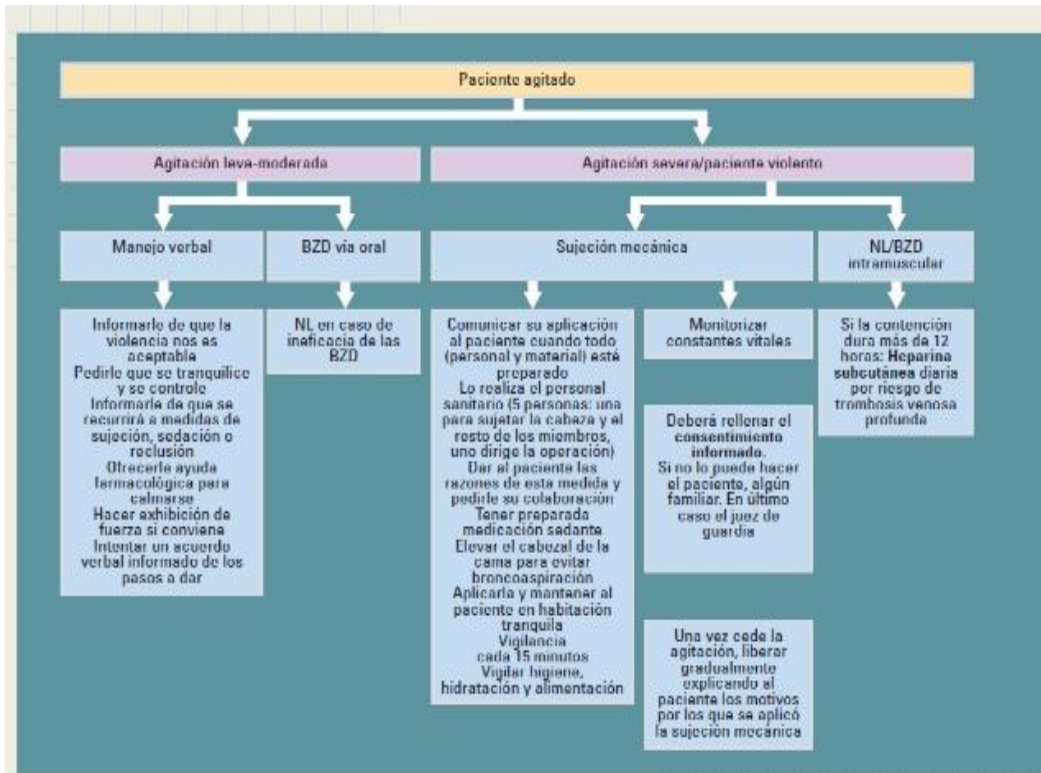 Paciente agitado
Agitación leva-moderada
Agitación severa/paciente violento
Manejo verbal
BZD vía oral
Sujeción mecánica
NL/BZD
intramuscular
Informarle de que la
violencia nos es
aceptable
Pedirle que se tranquilice
y se controle
Informarle de que se
recurrirá a medidas de
sujeción, sedación o
reclusión
Ofrecerle ayuda
farmacológica para
calmarse
Hacer exhibición de
fuerza si conviene
Intentar un acuerdo
verbal informado de los
pasos a dar
NL en caso de
ineficacia de las
BZD
Comunicar su aplicación
al paciente cuando todo
(personal y material) esté
preparado
Lo realiza el personal
sanitario (5 personas: una
para sujetar la cabeza y el
resto de los miembros,
uno dirige la operación)
Dar al paciente las
razones de esta medida y
pedirle su colaboración
Tener preparada
medicación sedante
Elevar el cabezal de la
cama para evitar
broncoaspiración
Aplicarla y mantener al
paciente en habitación
tranquila
Vigilancia
cada 15 minutos
Vigilar higiene,
hidratación y alimentación
Monitorizar
constantes vitales
Deberá rellenar el
consentimiento
informado.
Si no lo puede hacer
el paciente, algún
familiar. En último
caso el juez de
guardia
Una vez cede la
agitación, liberar
gradualmente
explicando al
paciente los motivos
por los que se aplicó
la sujeción mecánica
Si la contención
dura más de 12
horas: Heparina
subcutánea diaria
por riesgo de
trombosis venosa
profunda